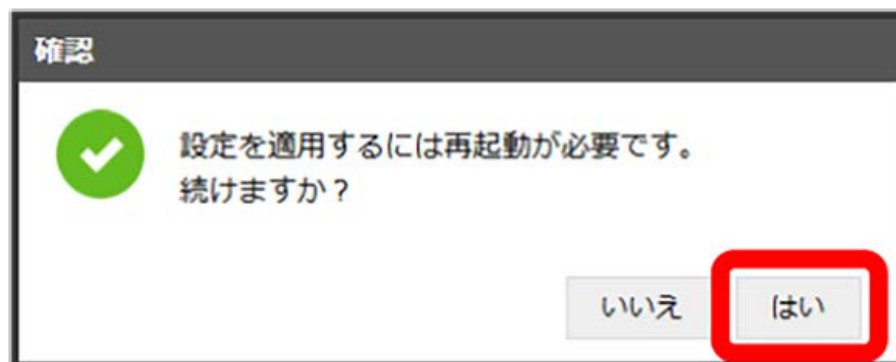 確認
設定を適用するには再起動が必要です。
続けますか？
いいえ
はい